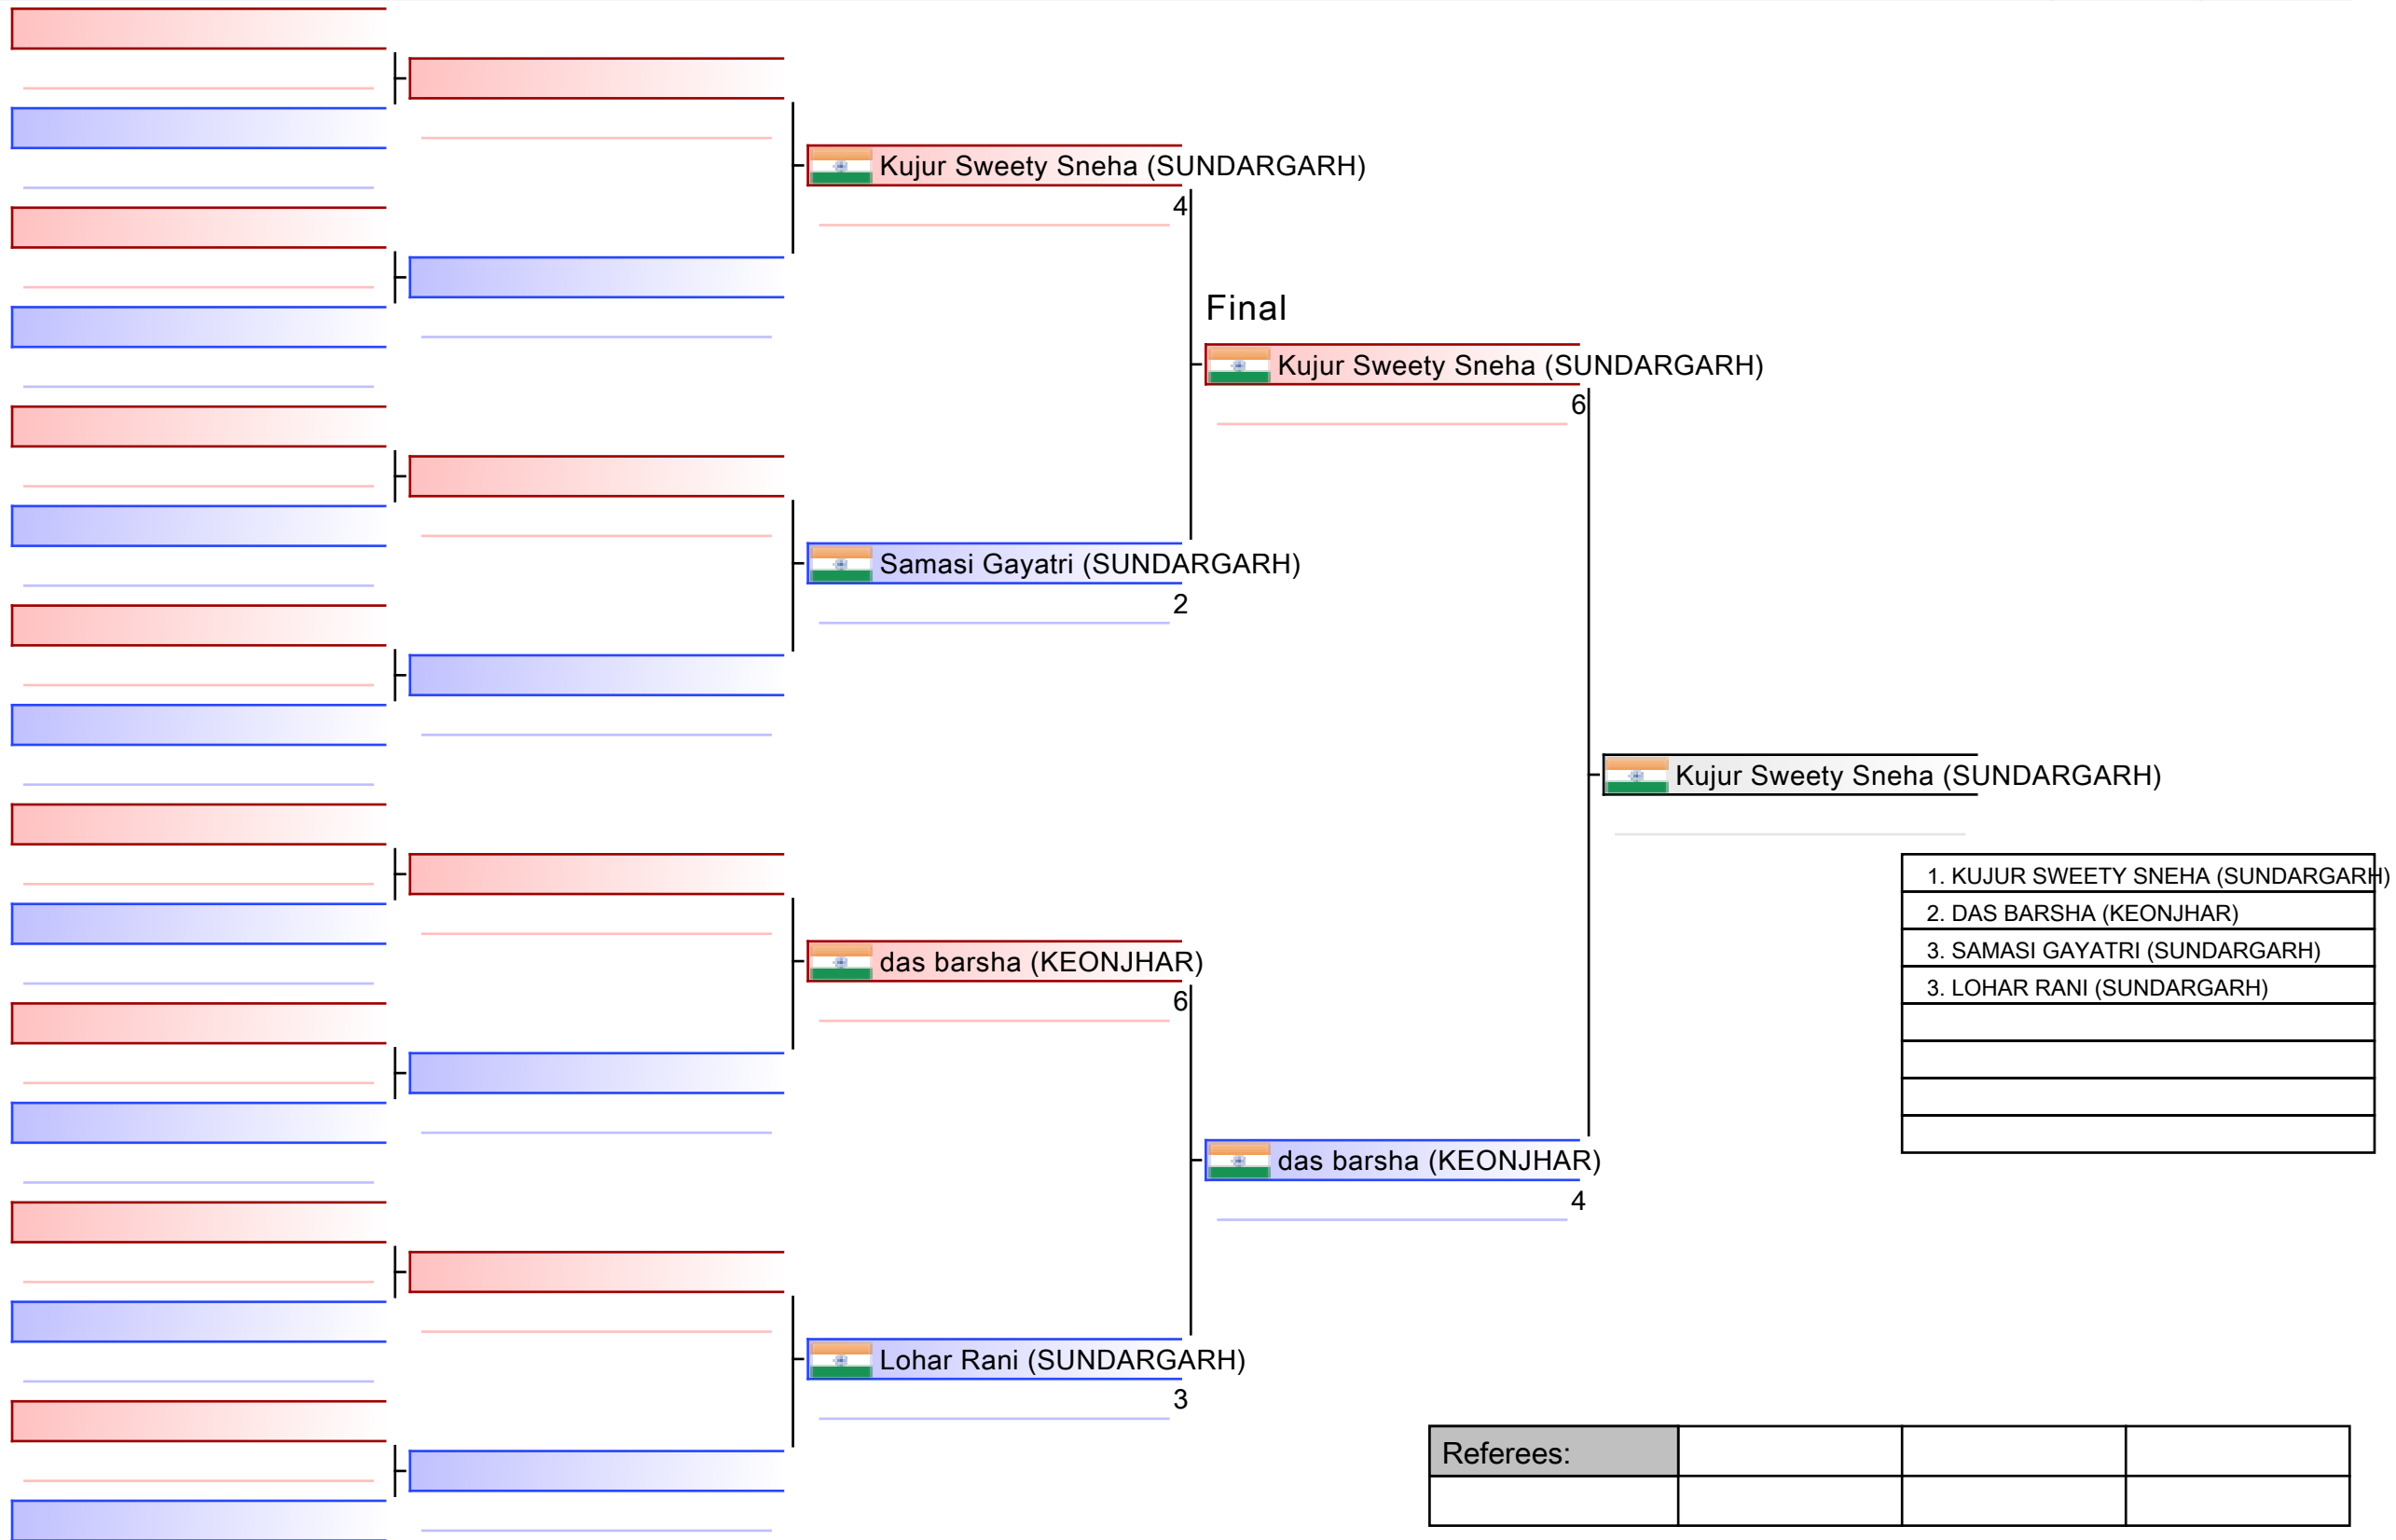 Kujur Sweety Sneha (SUNDARGARH)
4
Final
Kujur Sweety Sneha (SUNDARGARH)
6
Samasi Gayatri (SUNDARGARH)
2
Kujur Sweety Sneha (SUNDARGARH)
1. KUJUR SWEETY SNEHA (SUNDARGARH)
2. DAS BARSHA (KEONJHAR)
3. SAMASI GAYATRI (SUNDARGARH)
3. LOHAR RANI (SUNDARGARH)
das barsha (KEONJHAR)
6
das barsha (KEONJHAR)
4
Lohar Rani (SUNDARGARH)
3
Referees: